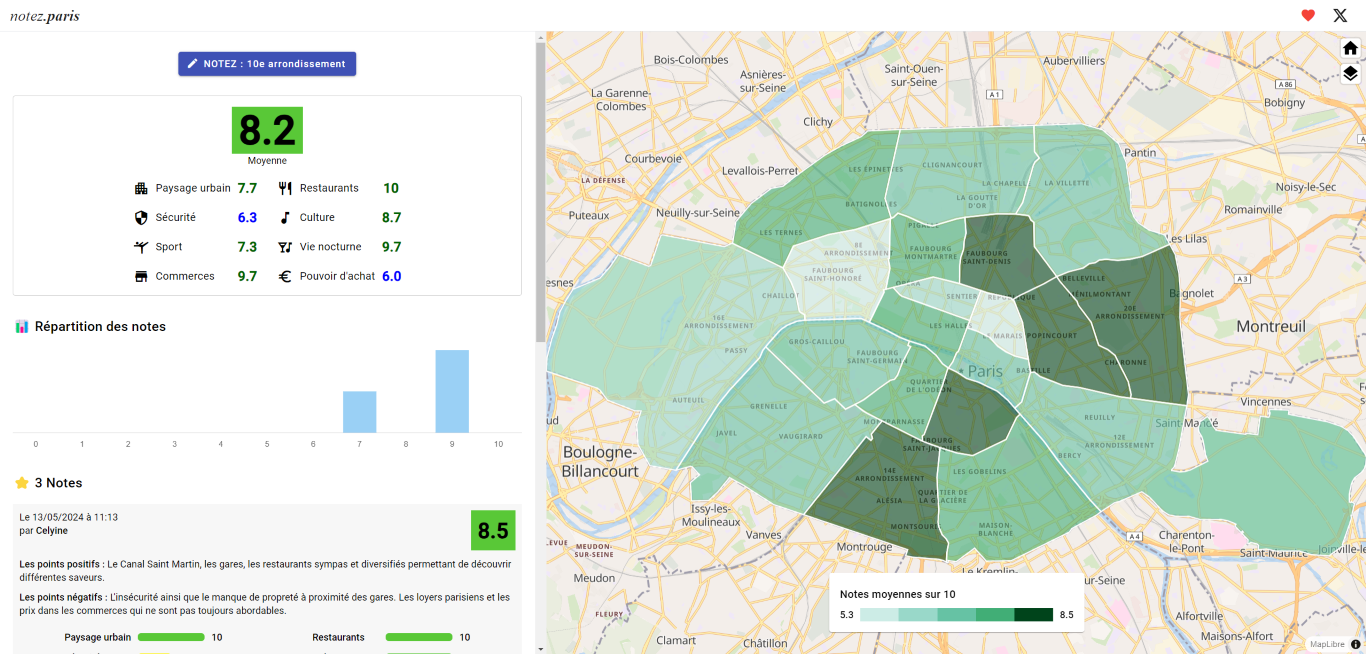 notez.paris
NOTEZ : 10e arrondissement
8.2
Moyenne
Paysage urbain 7.7 Restaurants 10
Sécurité 6.3 Culture 8.7
Sport 7.3 Vie nocturne 9.7
Commerces 9.7 Pouvoir d'achat 6.0
Répartition des notes
0 1 2 3 4 5 6 7 8 9 10
3 Notes
Le 13/05/2024 à 11:13
par Celyine
8.5
Les points positifs : Le Canal Saint Martin, les gares, les restaurants sympas et diversifiés permettant de découvrir
différentes saveurs.
Les points négatifs : L'insécurité ainsi que le manque de propreté à proximité des gares. Les loyers parisiens et les
prix dans les commerces qui ne sont pas toujours abordables.
Paysage urbain 10 Restaurants 10
Bois-Colombes
Aubervilliers
Asnières-
sur-Seine
Saint-Ouen-
sur-Seine
A 86
La Garenne-
Colombes
A 1
Bobigny
Clichy
Courbevoie
Pantin
Levallois-Perret
LA DÉFENSE
Noisy-le-Sec
Puteaux
Neuilly-sur-Seine
Romainville
LES ÉPINETTES
CLIGNANCOURT
LA CHAPELLE
LA VILLETTE
LA GOUTTE
D'OR
BATIGNOLLES
LES TERNES
PIGALLE
Les Lilas
8E
ARRONDISSEMENT
FAUBOURG
MONTMARTRE
FAUBOURG
SAINT-DENIS
FAUBOURG
SAINT-HONORÉ
BELLEVILLE
A 3
esnes
OPÉRA
MÉNILMONTANT
Bagnolet
CHAILLOT
SENTIER
RÉPUBLIQUE
20E
ARRONDISSEMENT
16E
ARRONDISSEMENT
LES HALLES
LE MARAIS
POPINCOURT
Montreuil
GROS-CAILLOU
PASSY
FAUBOURG
SAINT-GERMAIN
CHARONNE
Paris
BASTILLE
QUARTIER
DE L'ODÉON
AUTEUIL
GRENELLE
Vincennes
MONTPARNASSE
REUILLY
Saint-Mandé
ud
JAVEL
VAUGIRARD
FAUBOURG
SAINT-JACQUES
12E
ARRONDISSEMENT
BERCY
Boulogne-
Billancourt
14E
ARRONDISSEMENT
LES GOBELINS
ALÉSIA
QUARTIER DE
LA GLACIÈRE
Issy-les-
Moulineaux
MONTSOURIS
MAISON-
BLANCHE
Vanves
A 4
Charenton-
le-Pont
LEVUE
MEUDON-
SUR-SEINE
Montrouge
Saint-Maurice
Joinville-le-
Le Kremlin-
Meudon
ur-Seine
Notes moyennes sur 10
5.3 8.5
FLEURY
Alfortville
Clamart
Châtillon
Maisons-Alfort
MapLibre